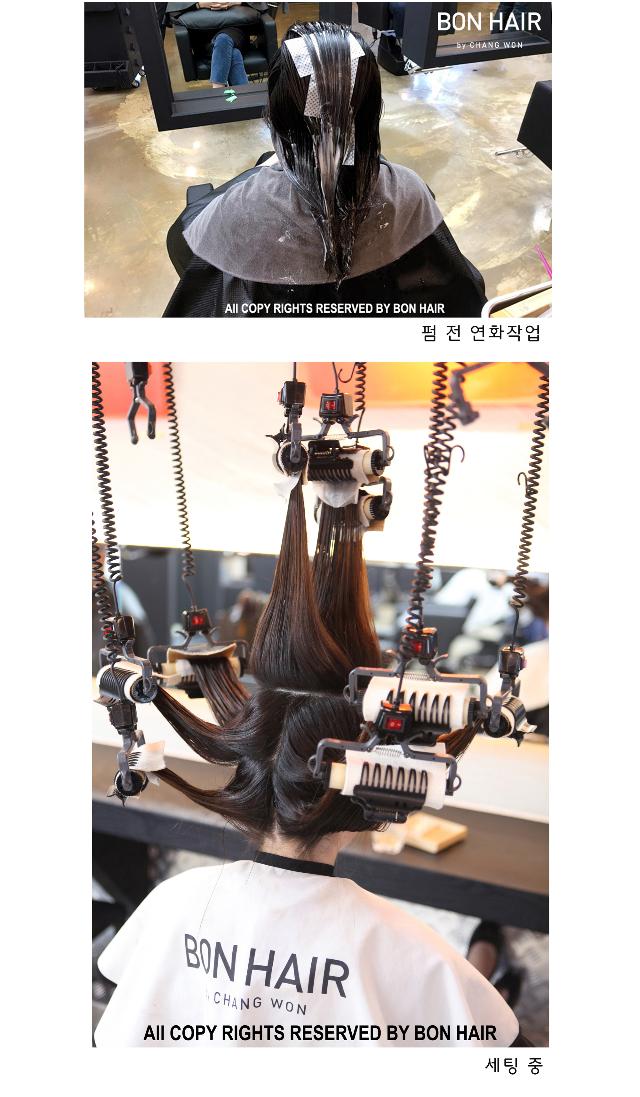 BON HAIR
by CHANG WON
All COPY RIGHTS RESERVED BY BON HAIR
펌 전 연화작업
BON HAIR
by CHANG WON
All COPY RIGHTS RESERVED BY BON HAIR
세팅 중